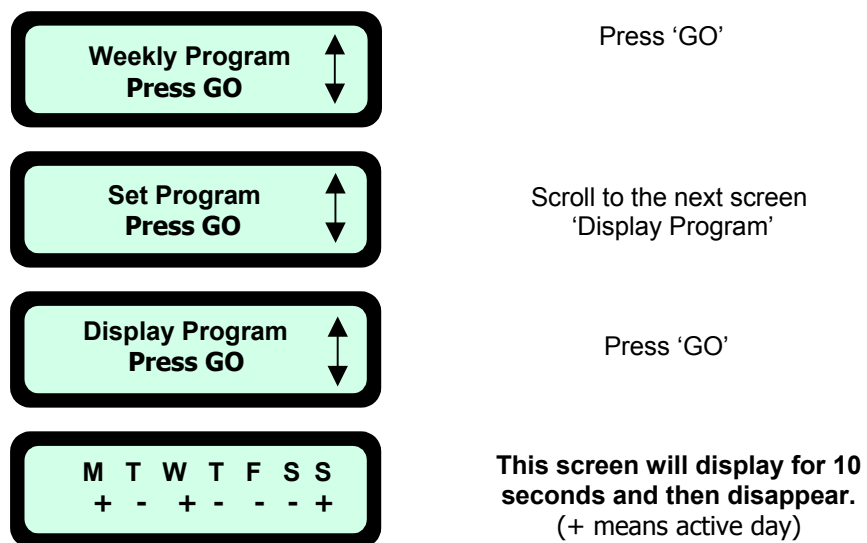 Weekly Program
Press GO
Press ‘GO’
Set Program
Press GO
Scroll to the next screen
‘Display Program’
Display Program
Press GO
Press ‘GO’
M T W T F S S
+ - + - - - +
This screen will display for 10
seconds and then disappear.
(+ means active day)